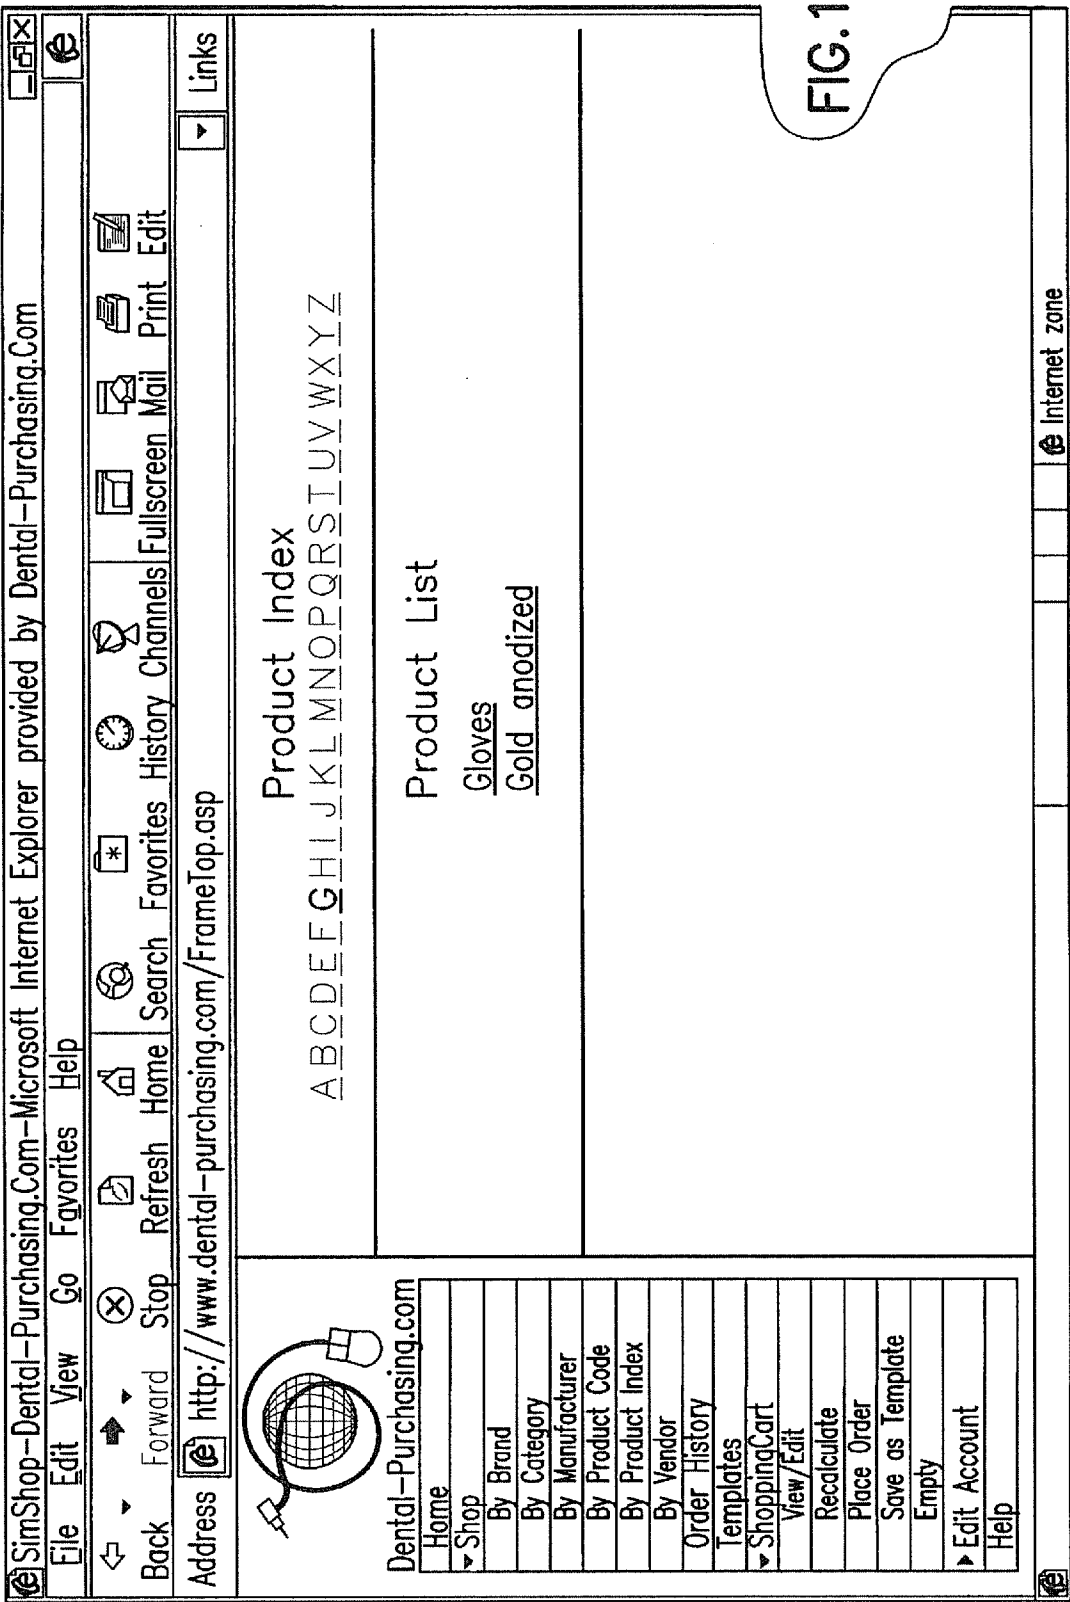 SimShop-Dental-Purchasing.Com-Microsoft Internet Explorer provided by Dental-Purchasing.Com
File Edit View Go Favorites Help
Back Forward Stop Refresh Home Search Favorites History Channels Fullscreen Mail Print Edit
Address http://www.dental-purchasing.com/FrameTop.asp Links
Dental-Purchasing.com
Home
Shop
By Brand
By Category
By Manufacturer
By Product Code
By Product Index
By Vendor
Order History
Templates
ShoppingCart
View/Edit
Recalculate
Place Order
Save as Template
Empty
Edit Account
Help
Product Index
A B C D E F G H I J K L M N O P Q R S T U V W X Y Z
Product List
Gloves
Gold anodized
Internet zone
FIG.1